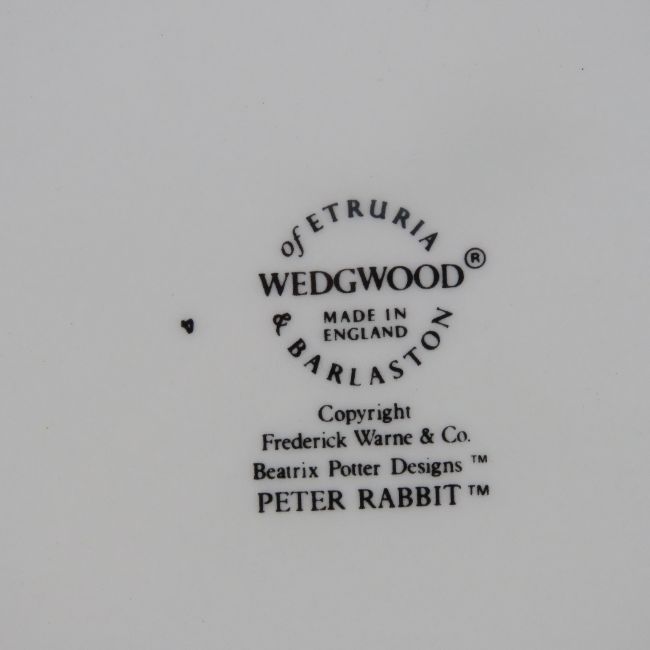 of ETRURIA
WEDGWOOD®
MADE IN
ENGLAND
& BARLASTON
Copyright
Frederick Warne & Co.
Beatrix Potter Designs ™
PETER RABBIT ™